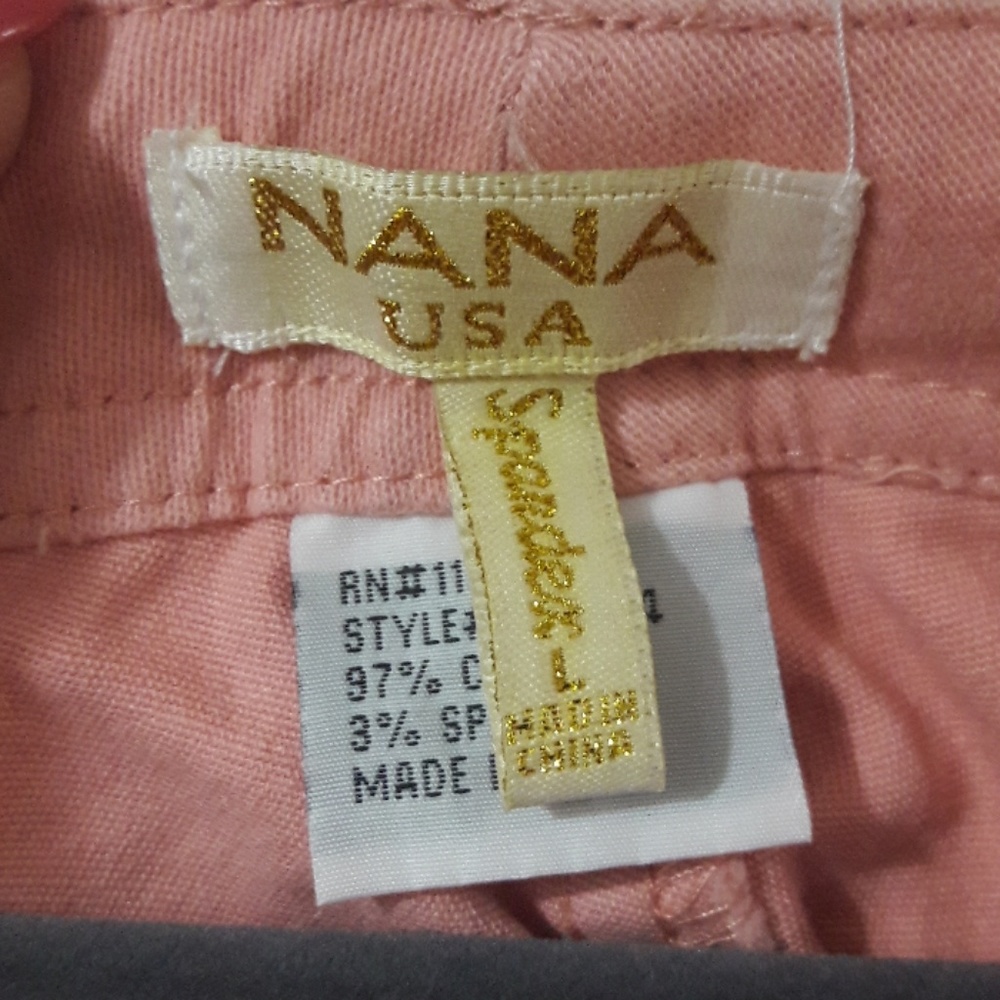 NANA
USA
Spandex
MADE IN
CHINA
RN#11
STYLE#
97% C
3% SP
MADE I